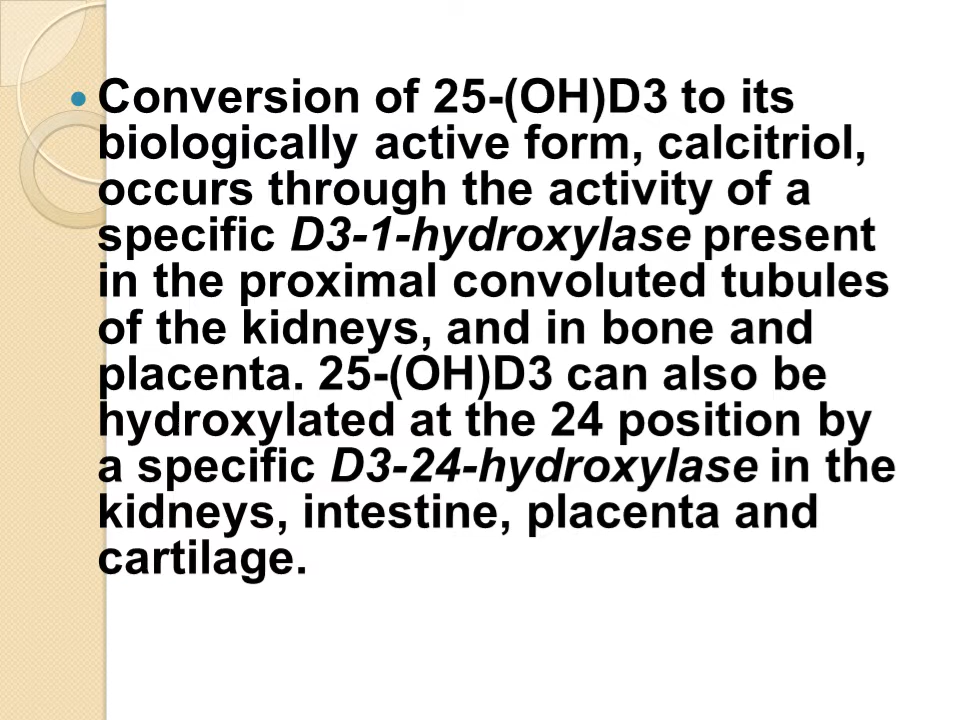 Conversion of 25-(OH)D3 to its
biologically active form, calcitriol,
occurs through the activity of a
specific D3-1-hydroxylase present
in the proximal convoluted tubules
of the kidneys, and in bone and
placenta. 25-(OH)D3 can also be
hydroxylated at the 24 position by
a specific D3-24-hydroxylase in the
kidneys, intestine, placenta and
cartilage.